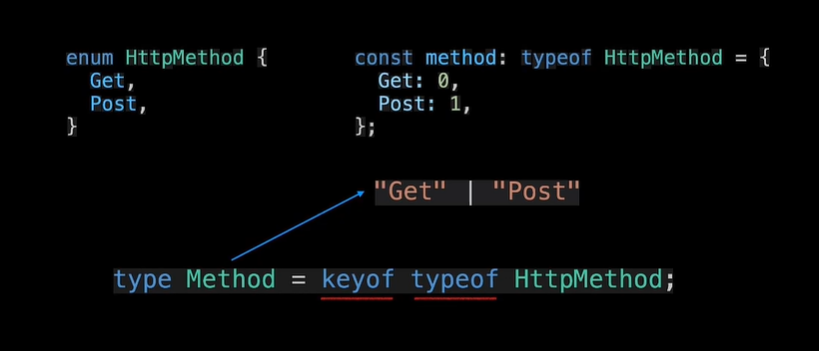 enum HttpMethod {
  Get,
  Post,
}
const method: typeof HttpMethod = {
  Get: 0,
  Post: 1,
};
"Get" | "Post"
type Method = keyof typeof HttpMethod;